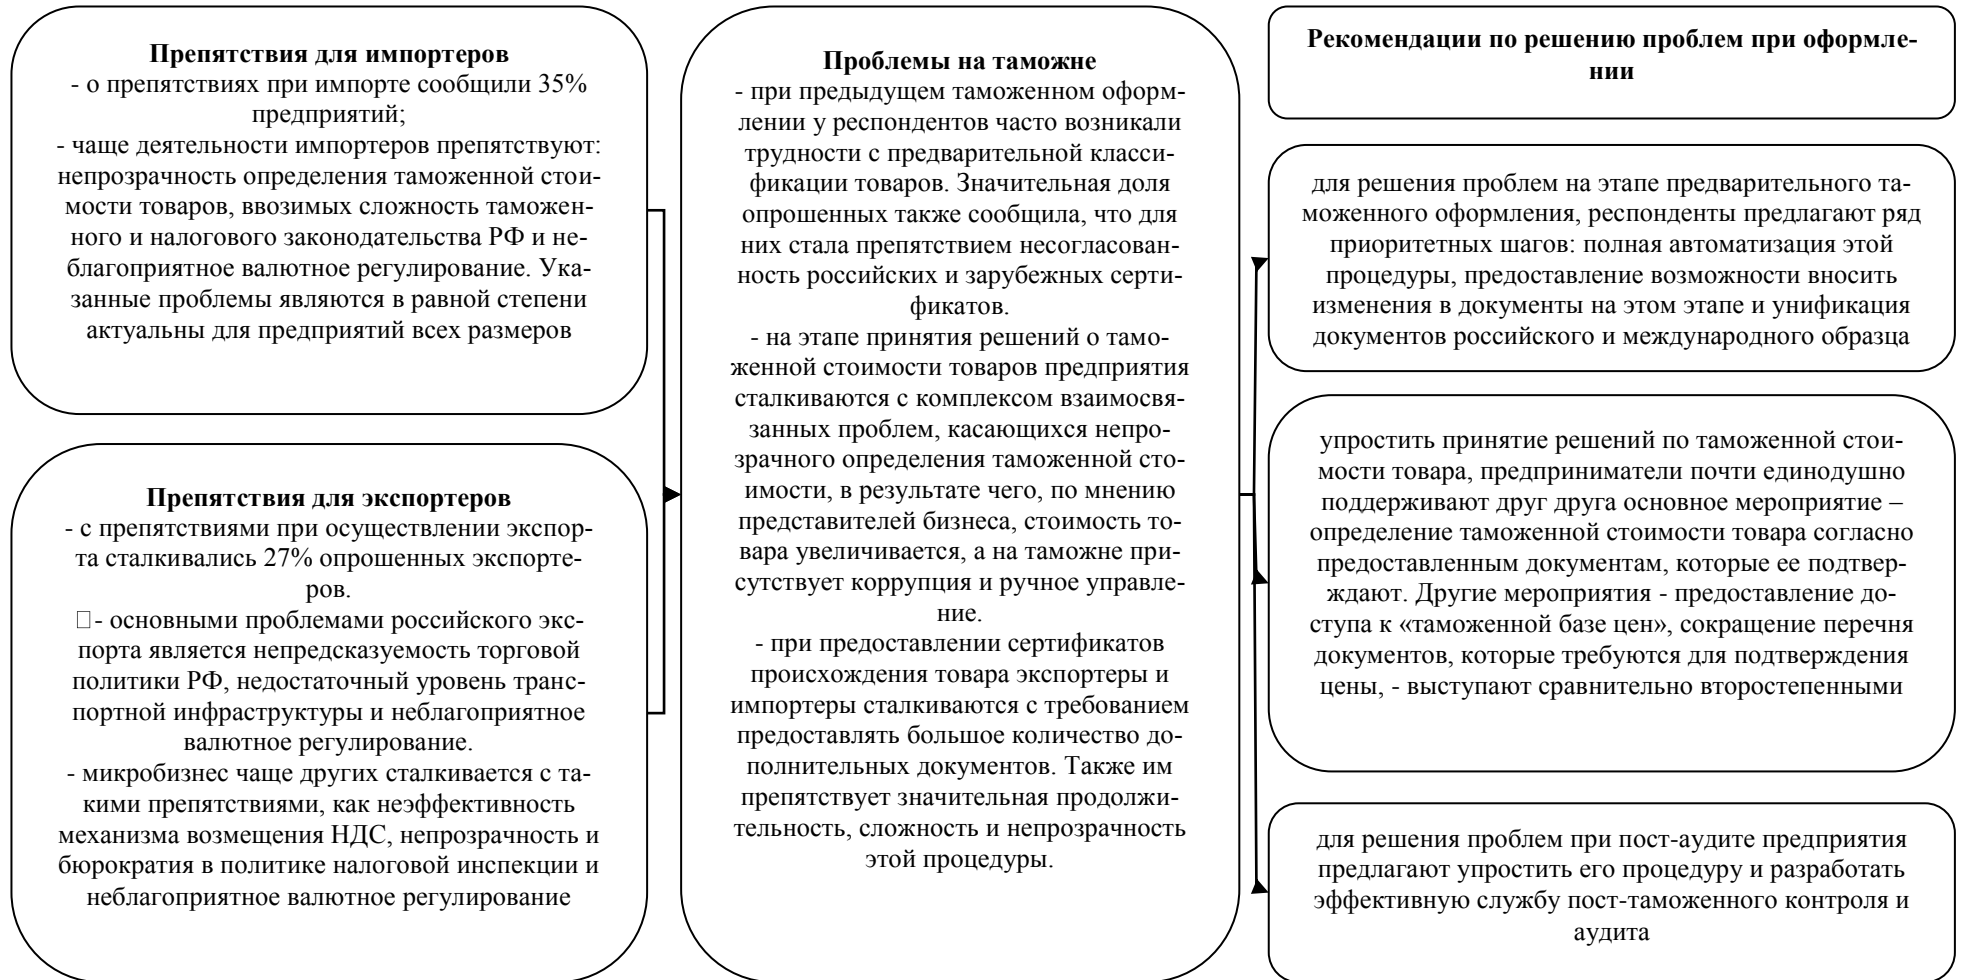 Препятствия для импортеров
- о препятствиях при импорте сообщили 35%
предприятий;
- чаще деятельности импортеров препятствуют:
непрозрачность определения таможенной стои-
мости товаров, ввозимых сложность таможен-
ного и налогового законодательства РФ и не-
благоприятное валютное регулирование. Ука-
занные проблемы являются в равной степени
актуальны для предприятий всех размеров
Препятствия для экспортеров
- с препятствиями при осуществлении экспор-
та сталкивались 27% опрошенных экспорте-
ров.
□- основными проблемами российского экс-
порта является непредсказуемость торговой
политики РФ, недостаточный уровень транс-
портной инфраструктуры и неблагоприятное
валютное регулирование.
- микробизнес чаще других сталкивается с та-
кими препятствиями, как неэффективность
механизма возмещения НДС, непрозрачность и
бюрократия в политике налоговой инспекции и
неблагоприятное валютное регулирование
Проблемы на таможне
- при предыдущем таможенном оформ-
лении у респондентов часто возникали
трудности с предварительной класси-
фикации товаров. Значительная доля
опрошенных также сообщила, что для
них стала препятствием несогласован-
ность российских и зарубежных серти-
фикатов.
- на этапе принятия решений о тамо-
женной стоимости товаров предприятия
сталкиваются с комплексом взаимосвя-
занных проблем, касающихся непро-
зрачного определения таможенной сто-
имости, в результате чего, по мнению
представителей бизнеса, стоимость то-
вара увеличивается, а на таможне при-
сутствует коррупция и ручное управле-
ние.
- при предоставлении сертификатов
происхождения товара экспортеры и
импортеры сталкиваются с требованием
предоставлять большое количество до-
полнительных документов. Также им
препятствует значительная продолжи-
тельность, сложность и непрозрачность
этой процедуры.
Рекомендации по решению проблем при оформле-
нии
для решения проблем на этапе предварительного та-
моженного оформления, респонденты предлагают ряд
приоритетных шагов: полная автоматизация этой
процедуры, предоставление возможности вносить
изменения в документы на этом этапе и унификация
документов российского и международного образца
упростить принятие решений по таможенной стои-
мости товара, предприниматели почти единодушно
поддерживают друг друга основное мероприятие –
определение таможенной стоимости товара согласно
предоставленным документам, которые ее подтвер-
ждают. Другие мероприятия - предоставление до-
ступа к «таможенной базе цен», сокращение перечня
документов, которые требуются для подтверждения
цены, - выступают сравнительно второстепенными
для решения проблем при пост-аудите предприятия
предлагают упростить его процедуру и разработать
эффективную службу пост-таможенного контроля и
аудита